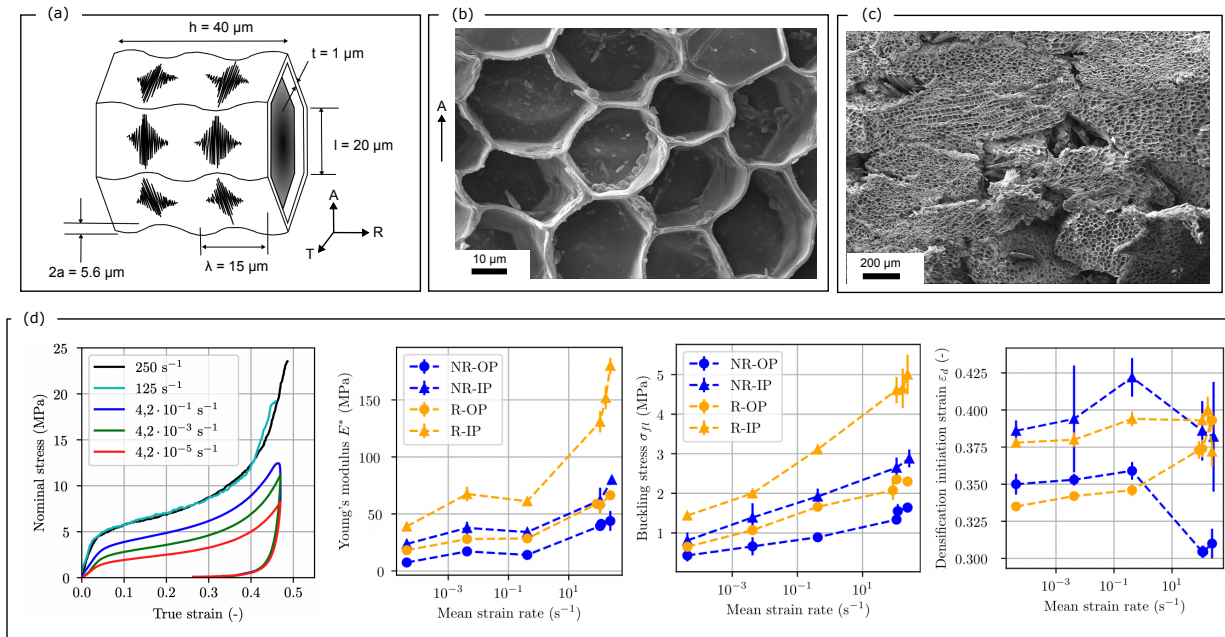 (a)
h = 40 µm
t = 1 µm
l = 20 µm
A
R
T
2a = 5.6 µm
λ = 15 µm
(b)
A
10 µm
(c)
200 µm
(d)
Nominal stress (MPa)
25
20
15
10
5
0
250 s⁻¹
125 s⁻¹
4,2 · 10⁻¹ s⁻¹
4,2 · 10⁻³ s⁻¹
4,2 · 10⁻⁵ s⁻¹
0.0 0.1 0.2 0.3 0.4 0.5
True strain (-)
Young's modulus E* (MPa)
150
100
50
0
NR-OP
NR-IP
R-OP
R-IP
10⁻³ 10⁻¹ 10¹
Mean strain rate (s⁻¹)
Buckling stress σ_fl (MPa)
5
4
3
2
1
0
NR-OP
NR-IP
R-OP
R-IP
10⁻³ 10⁻¹ 10¹
Mean strain rate (s⁻¹)
Densification initiation strain ε_d (-)
0.425
0.400
0.375
0.350
0.325
0.300
10⁻³ 10⁻¹ 10¹
Mean strain rate (s⁻¹)